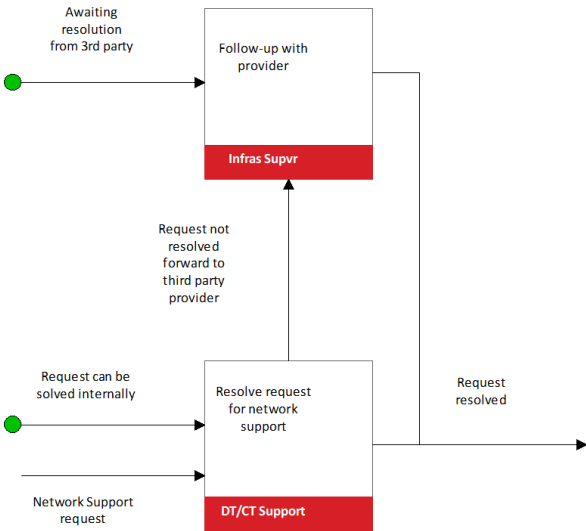 Awaiting
resolution
from 3rd party
Follow-up with
provider
Infras Supvr
Request not
resolved
forward to
third party
provider
Request can be
solved internally
Resolve request
for network
support
Request
resolved
Network Support
request
DT/CT Support